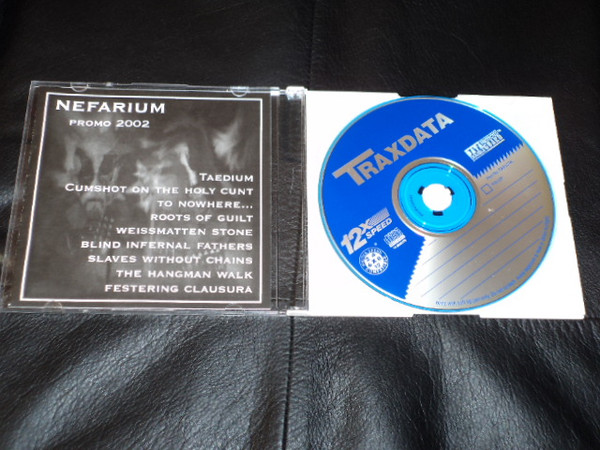 NEFARIUM
PROMO 2002
TAEDIUM
CUMSHOT ON THE HOLY CUNT
TO NOWHERE...
ROOTS OF GUILT
WEISSMATTEN STONE
BLIND INFERNAL FATHERS
SLAVES WITHOUT CHAINS
THE HANGMAN WALK
FESTERING CLAUSURA
TRAXDATA
12X
SPEED